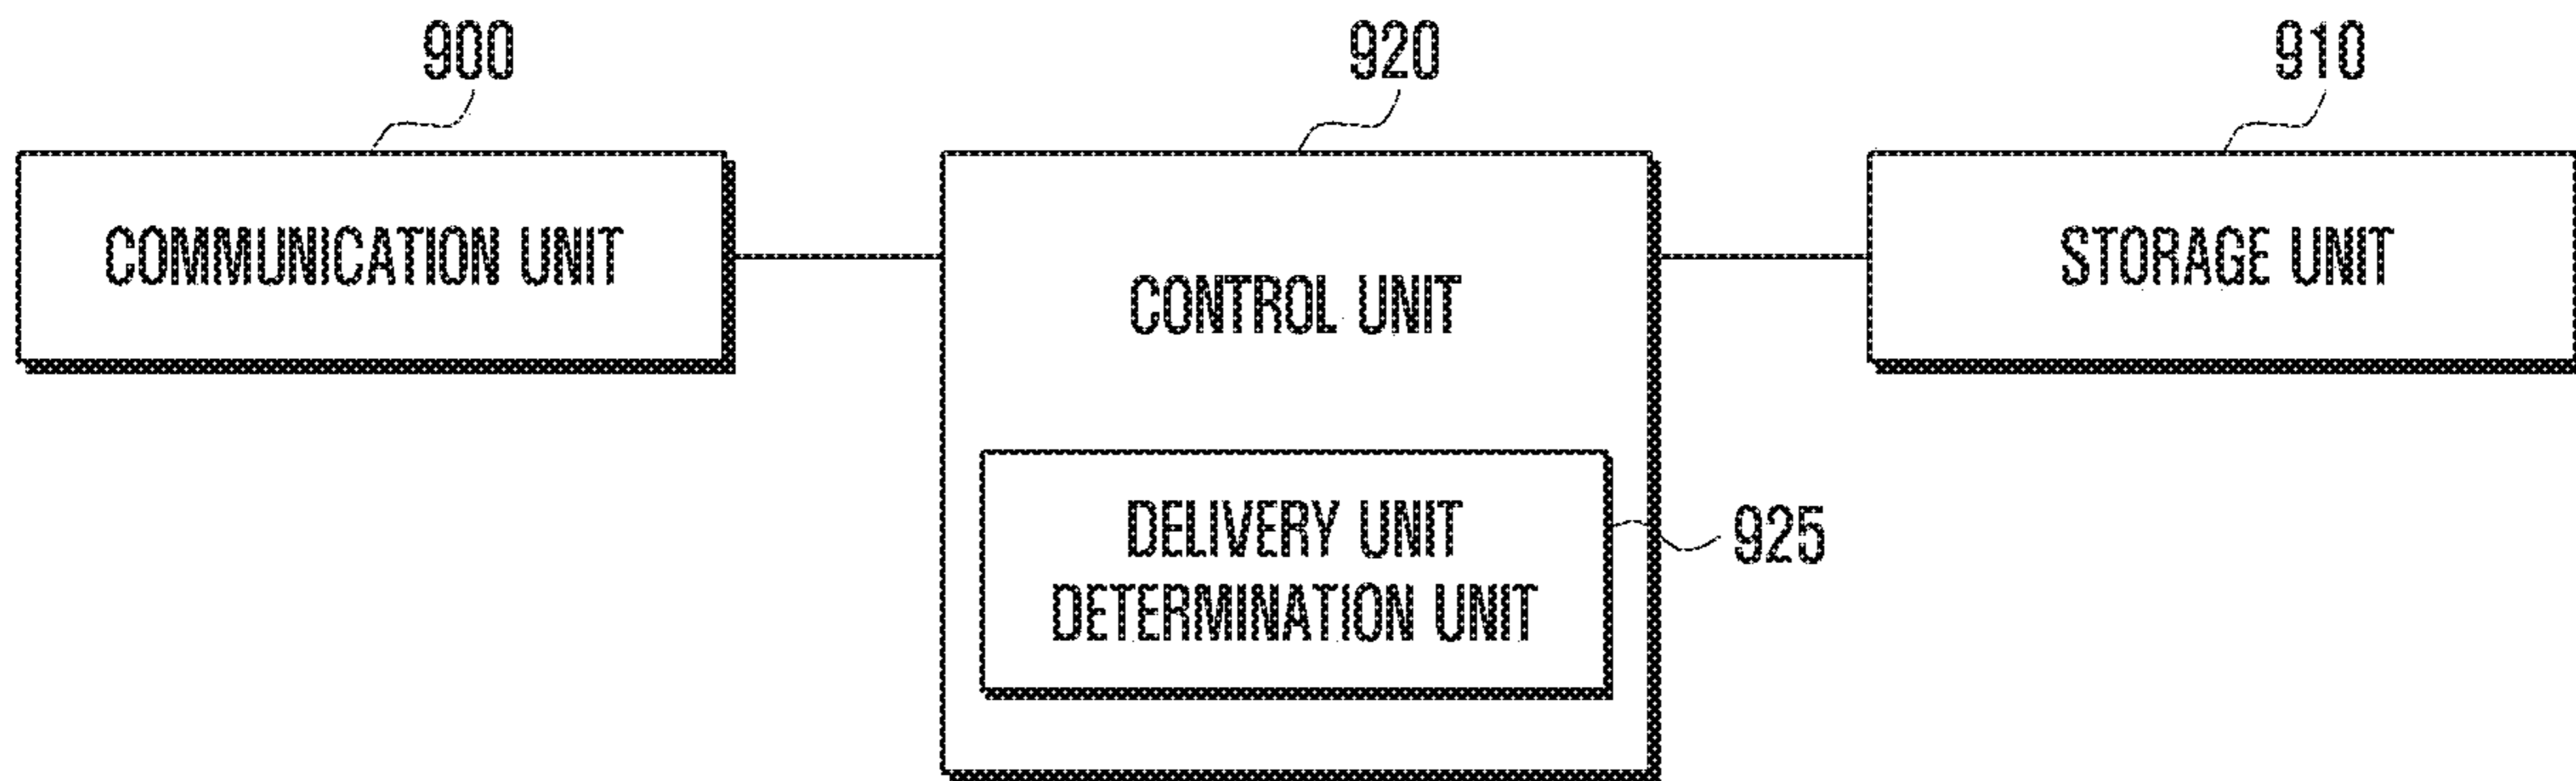 900
920
910
COMMUNICATION UNIT
CONTROL UNIT
STORAGE UNIT
DELIVERY UNIT
DETERMINATION UNIT
925